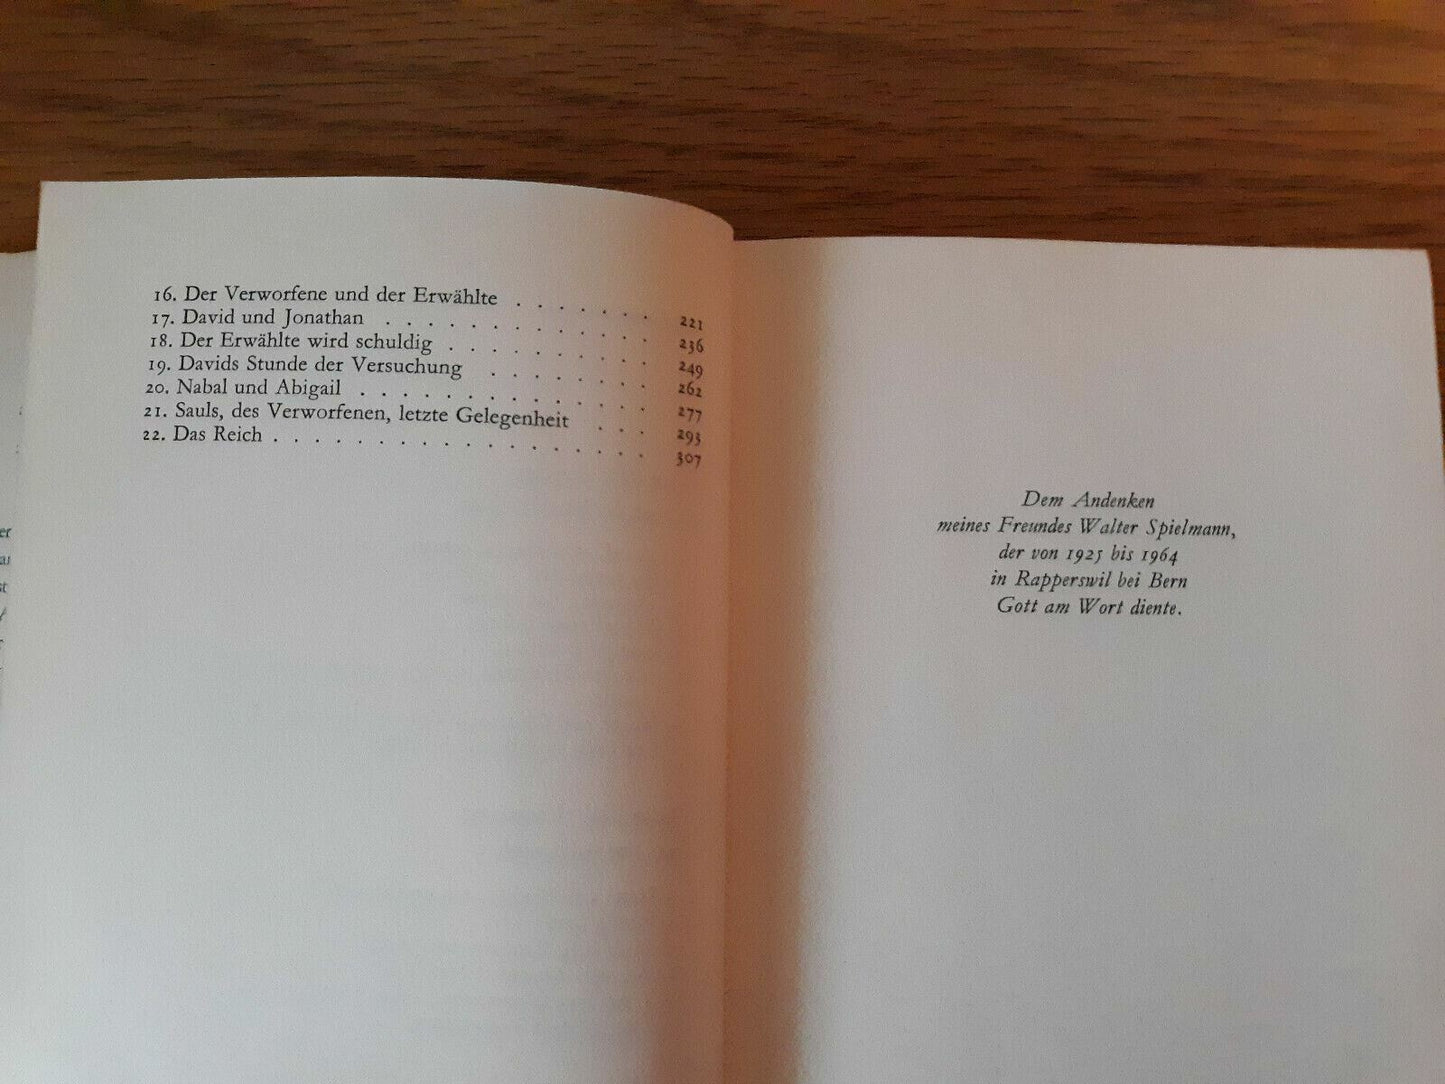 16. Der Verworfene und der Erwählte . . . . . . . 221
17. David und Jonathan . . . . . . . . . . . . . 236
18. Der Erwählte wird schuldig . . . . . . . . . . 249
19. Davids Stunde der Versuchung . . . . . . . . 262
20. Nabal und Abigail . . . . . . . . . . . . . . 277
21. Sauls, des Verworfenen, letzte Gelegenheit . . . 293
22. Das Reich . . . . . . . . . . . . . . . . . . 307
er
st
Dem Andenken
meines Freundes Walter Spielmann,
der von 1925 bis 1964
in Rapperswil bei Bern
Gott am Wort diente.